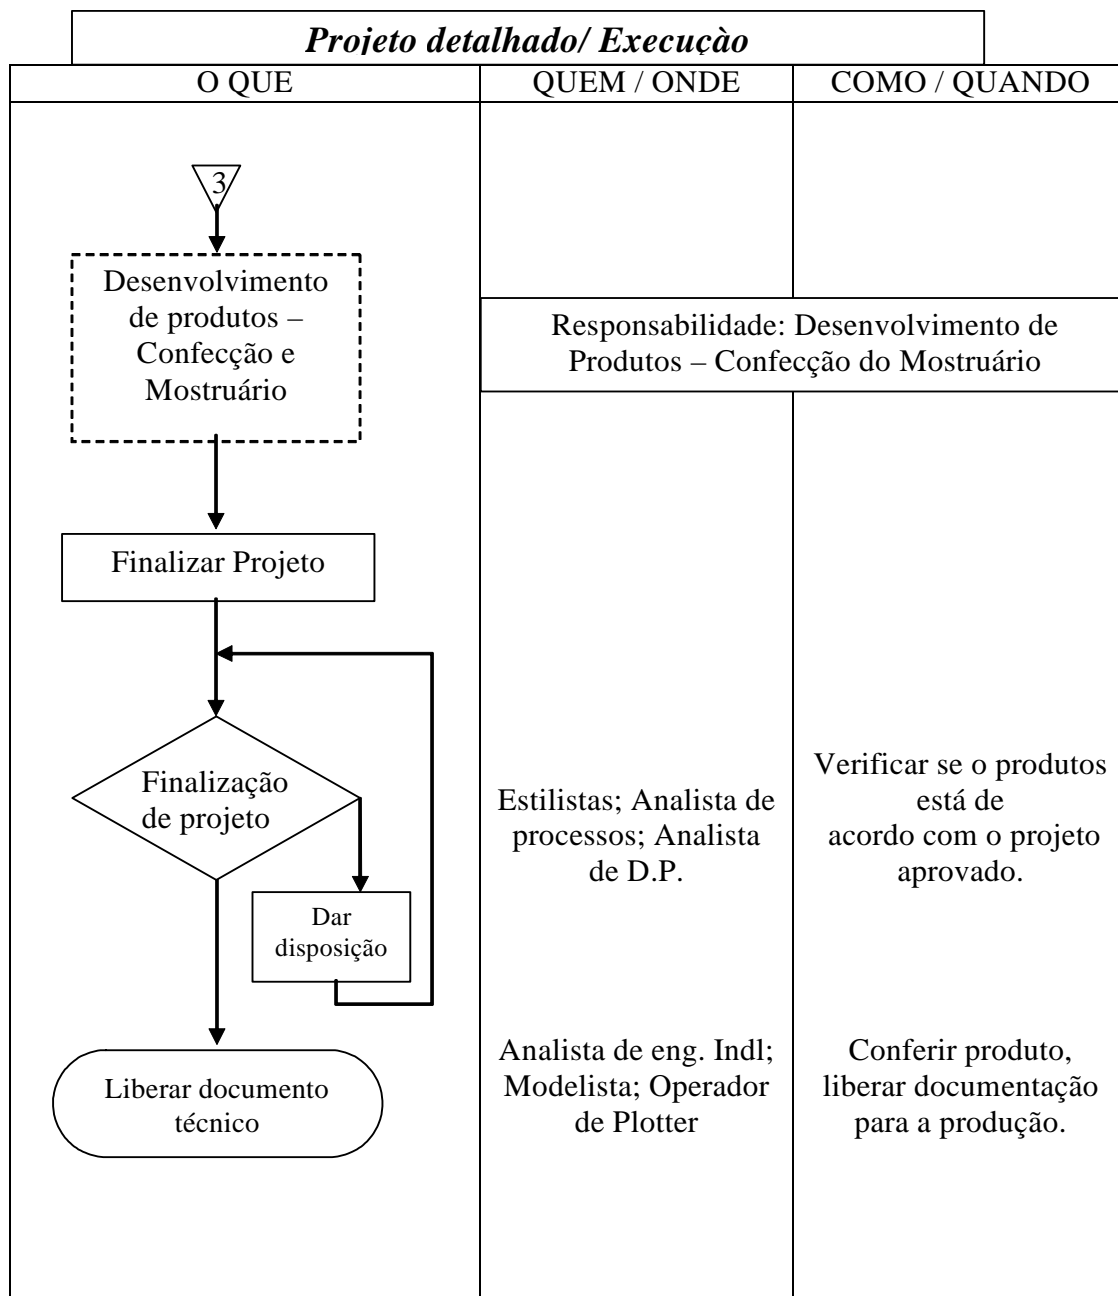 Projeto detalhado/ Execuçào
O QUE
QUEM / ONDE
COMO / QUANDO
3
Desenvolvimento
de produtos –
Confecção e
Mostruário
Responsabilidade: Desenvolvimento de
Produtos – Confecção do Mostruário
Finalizar Projeto
Finalização
de projeto
Estilistas; Analista de
processos; Analista
de D.P.
Verificar se o produtos
está de
acordo com o projeto
aprovado.
Dar
disposição
Liberar documento
técnico
Analista de eng. Indl;
Modelista; Operador
de Plotter
Conferir produto,
liberar documentação
para a produção.